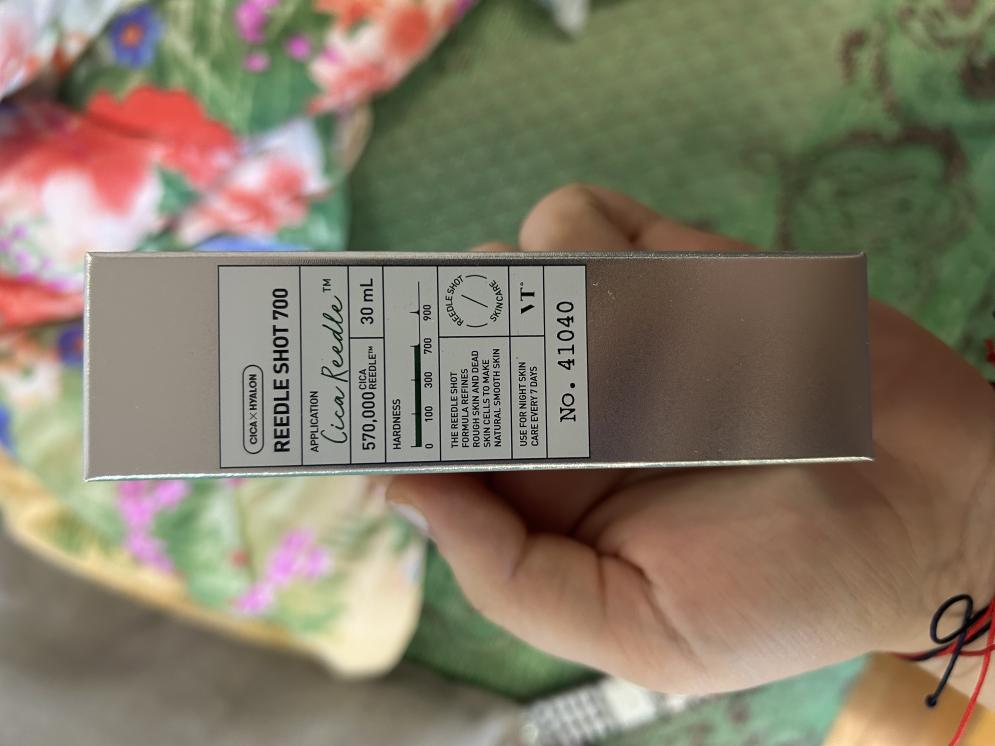 CICA × HYALON
REEDLE SHOT 700
APPLICATION
Cica Reedle™
570,000 CICA REEDLE™
30 mL
HARDNESS
0 100 300 700 900
THE REEDLE SHOT
FORMULA REFINES
ROUGH SKIN AND DEAD
SKIN CELLS TO MAKE
NATURAL SMOOTH SKIN
REEDLE SHOT
SKINCARE
USE FOR NIGHT SKIN
CARE EVERY 7 DAYS
VT
No. 41040